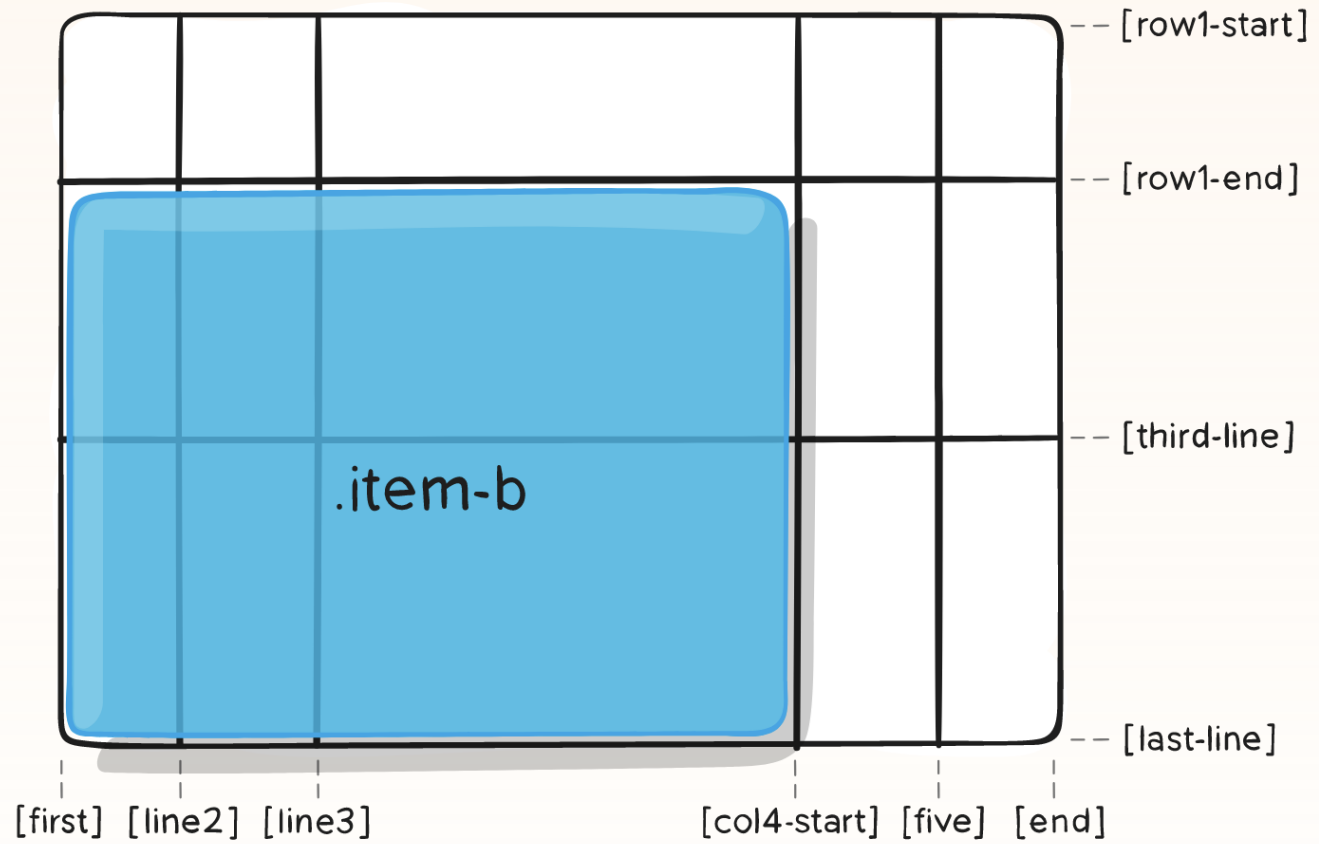 [row1-start]
[row1-end]
[third-line]
.item-b
[last-line]
[first] [line2] [line3] [col4-start] [five] [end]